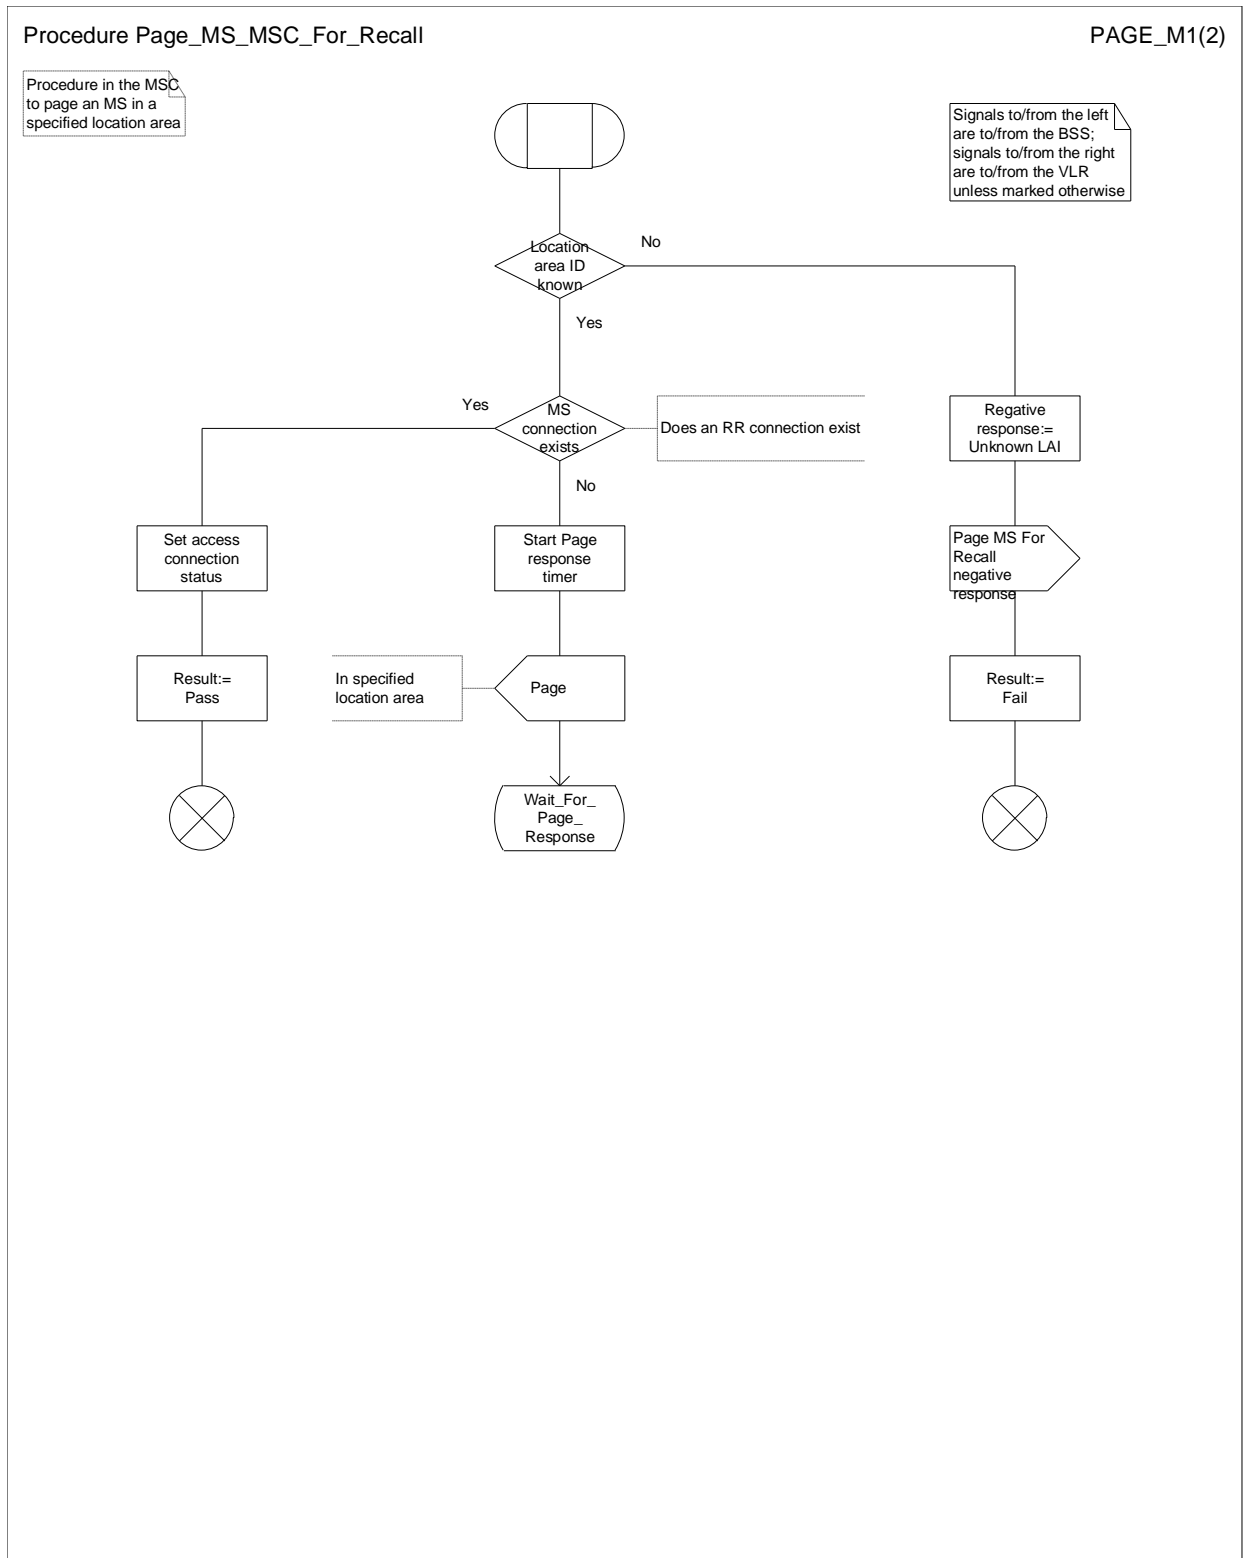 Procedure Page_MS_MSC_For_Recall
PAGE_M1(2)
Procedure in the MSC
to page an MS in a
specified location area
Signals to/from the left
are to/from the BSS;
signals to/from the right
are to/from the VLR
unless marked otherwise
Location
area ID
known
No
Yes
Yes
MS
connection
exists
Does an RR connection exist
Regative
response:=
Unknown LAI
No
Set access
connection
status
Start Page
response
timer
Page MS For
Recall
negative
response
Result:=
Pass
In specified
location area
Page
Result:=
Fail
Wait_For_
Page_
Response